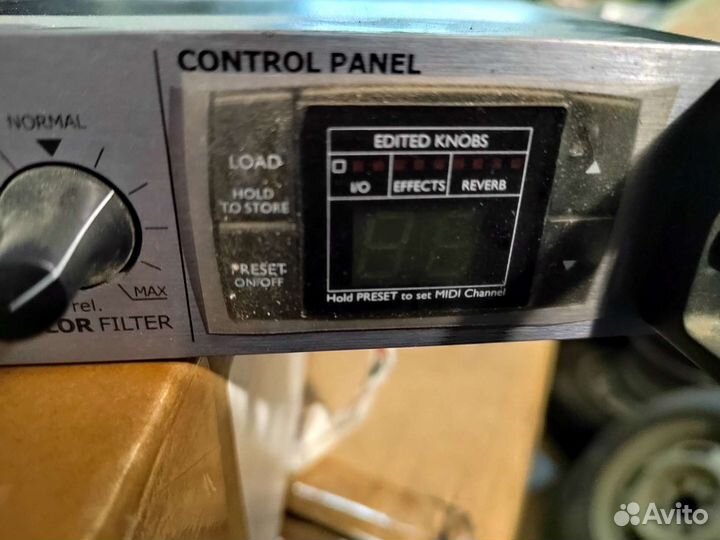 CONTROL PANEL
NORMAL
EDITED KNOBS
LOAD
I/O EFFECTS REVERB
HOLD
TO STORE
PRESET
ON/OFF
MAX
rel.
FILTER
Hold PRESET to set MIDI Channel
Avito